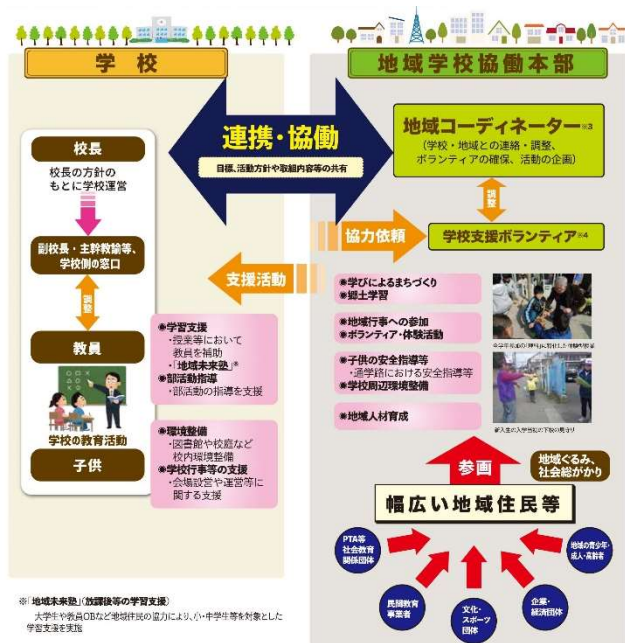 学校
地域学校協働本部
校長
校長の方針の
もとに学校運営
副校長・主幹教諭等、
学校側の窓口
調整
教員
学校の教育活動
子供
連携・協働
目標、活動方針や取組内容等の共有
地域コーディネーター※3
(学校・地域との連絡・調整、
ボランティアの確保、活動の企画)
調整
協力依頼
学校支援ボランティア※4
支援活動
◉学習支援
・授業等において
教員を補助
・「地域未来塾」※
◉部活動指導
・部活動の指導を支援
◉環境整備
・図書館や校庭など
校内環境整備
◉学校行事等の支援
・会場設営や運営等に
関する支援
◉学びによるまちづくり
◉郷土学習
◉地域行事への参加
◉ボランティア・体験活動
◉子供の安全指導等
・通学路における安全指導等
◉学校周辺環境整備
◉地域人材育成
新入生の入学当初の下校の見守り
参画
地域ぐるみ、
社会総がかり
幅広い地域住民等
PTA等
社会教育
関係団体
民間教育
事業者
文化・
スポーツ
団体
企業・
経済団体
地域の青少年・
成人・高齢者
※「地域未来塾」(放課後等の学習支援)
大学生や教員OBなど地域住民の協力により、小・中学生等を対象とした
学習支援を実施